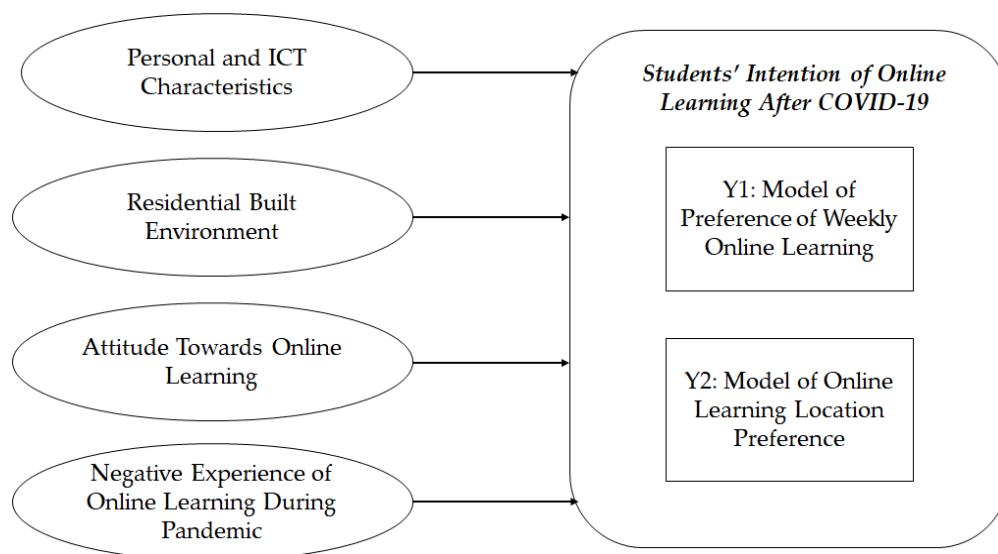 Personal and ICT
Characteristics
Residential Built
Environment
Attitude Towards Online
Learning
Negative Experience of
Online Learning During
Pandemic
Students’ Intention of Online
Learning After COVID-19
Y1: Model of
Preference of Weekly
Online Learning
Y2: Model of Online
Learning Location
Preference